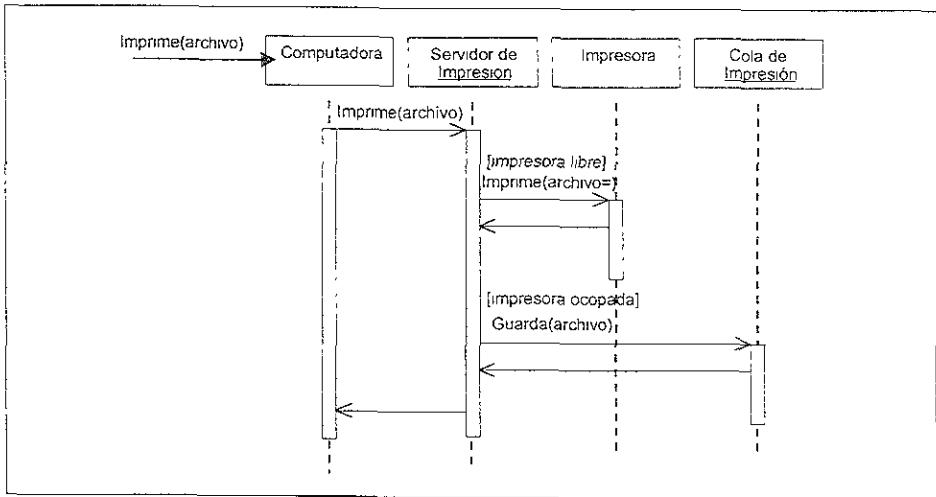 Imprime(archivo)
Computadora
Servidor de
Impresion
Impresora
Cola de
Impresión
Imprime(archivo)
[impresora libre]
Imprime(archivo=)
[impresora ocopada]
Guarda(archivo)